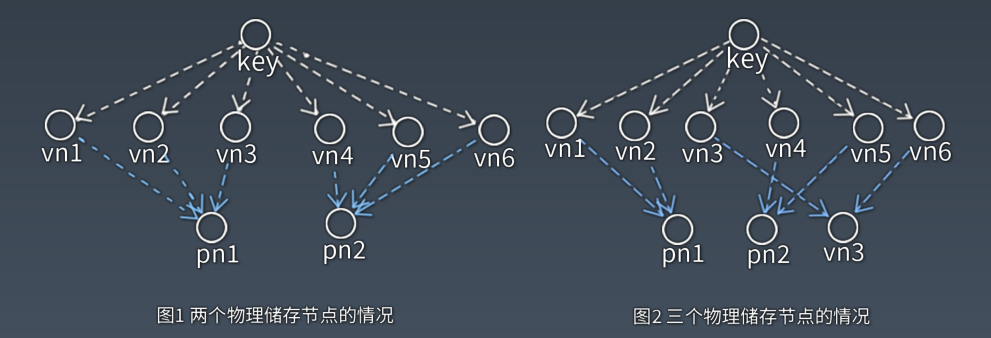 key
vn1 vn2 vn3 vn4 vn5 vn6
pn1 pn2
图1 两个物理储存节点的情况
key
vn1 vn2 vn3 vn4 vn5 vn6
pn1 pn2 vn3
图2 三个物理储存节点的情况